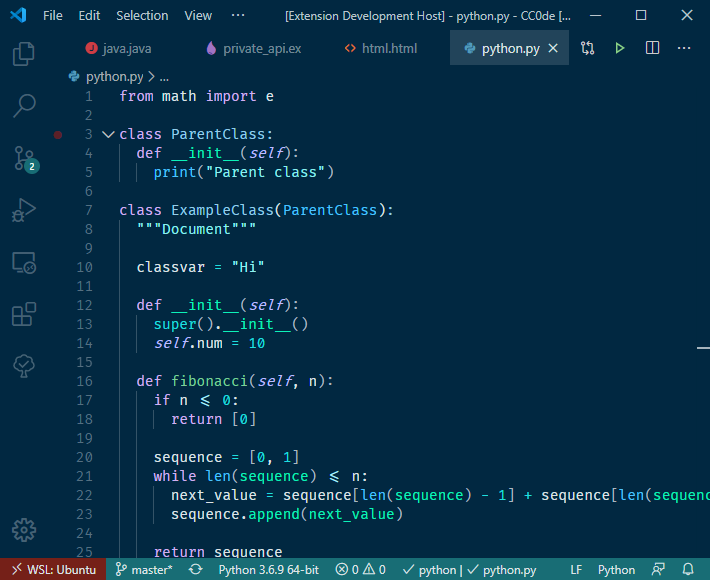 File Edit Selection View ··· [Extension Development Host] - python.py - CC0de [...
java.java private_api.ex html.html python.py
python.py > ...
1 from math import e
2
3 class ParentClass:
4 def __init__(self):
5 print("Parent class")
6
7 class ExampleClass(ParentClass):
8 """Document"""
9
10 classvar = "Hi"
11
12 def __init__(self):
13 super().__init__()
14 self.num = 10
15
16 def fibonacci(self, n):
17 if n ⩽ 0:
18 return [0]
19
20 sequence = [0, 1]
21 while len(sequence) ⩽ n:
22 next_value = sequence[len(sequence) - 1] + sequence[len(sequenc
23 sequence.append(next_value)
24
25 return sequence
2
WSL: Ubuntu master* Python 3.6.9 64-bit 0 0 ✓ python | ✓ python.py LF Python